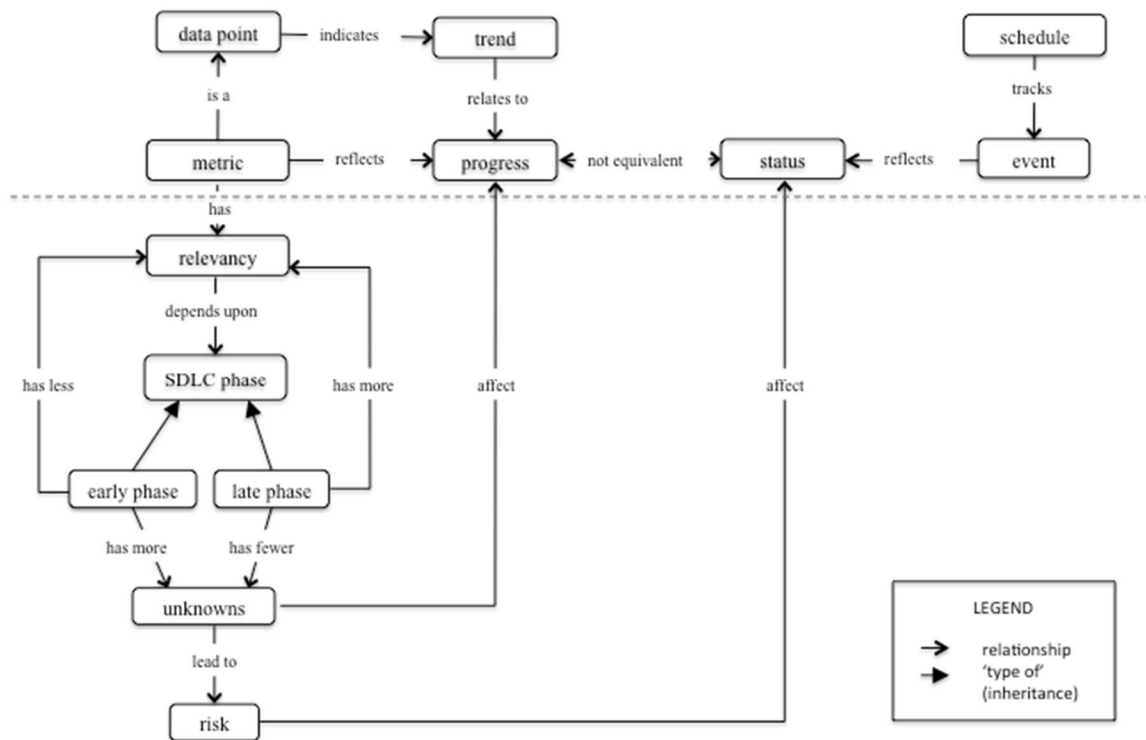 data point
indicates
trend
schedule
is a
relates to
tracks
metric
reflects
progress
not equivalent
status
reflects
event
has
relevancy
depends upon
SDLC phase
has less
has more
affect
affect
early phase
late phase
has more
has fewer
unknowns
lead to
risk
LEGEND
relationship
‘type of’
(inheritance)